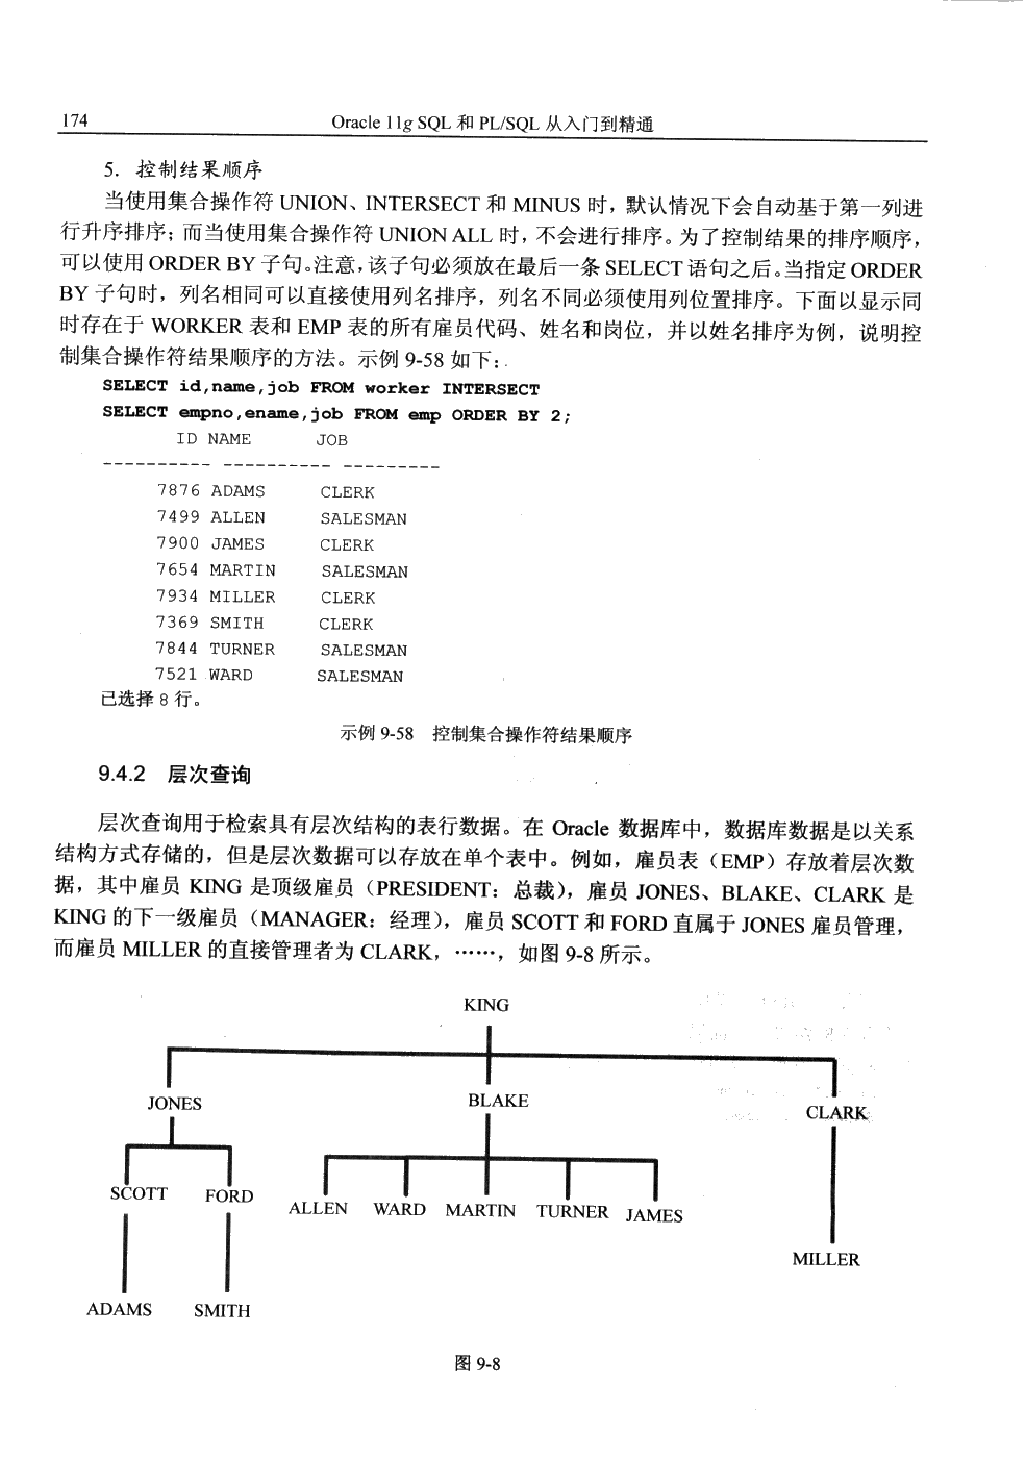 174
Oracle 11g SQL 和 PL/SQL 从入门到精通
5. 控制结果顺序
当使用集合操作符 UNION、INTERSECT 和 MINUS 时，默认情况下会自动基于第一列进
行升序排序；而当使用集合操作符 UNION ALL 时，不会进行排序。为了控制结果的排序顺序，
可以使用 ORDER BY 子句。注意，该子句必须放在最后一条 SELECT 语句之后。当指定 ORDER
BY 子句时，列名相同可以直接使用列名排序，列名不同必须使用列位置排序。下面以显示同
时存在于 WORKER 表和 EMP 表的所有雇员代码、姓名和岗位，并以姓名排序为例，说明控
制集合操作符结果顺序的方法。示例 9-58 如下：
SELECT id,name,job FROM worker INTERSECT
SELECT empno,ename,job FROM emp ORDER BY 2;
ID NAME JOB
---------- ---------- ---------
7876 ADAMS CLERK
7499 ALLEN SALESMAN
7900 JAMES CLERK
7654 MARTIN SALESMAN
7934 MILLER CLERK
7369 SMITH CLERK
7844 TURNER SALESMAN
7521 WARD SALESMAN
已选择 8 行。
示例 9-58 控制集合操作符结果顺序
9.4.2 层次查询
层次查询用于检索具有层次结构的表行数据。在 Oracle 数据库中，数据库数据是以关系
结构方式存储的，但是层次数据可以存放在单个表中。例如，雇员表（EMP）存放着层次数
据，其中雇员 KING 是顶级雇员（PRESIDENT：总裁），雇员 JONES、BLAKE、CLARK 是
KING 的下一级雇员（MANAGER：经理），雇员 SCOTT 和 FORD 直属于 JONES 雇员管理，
而雇员 MILLER 的直接管理者为 CLARK，……，如图 9-8 所示。
KING
JONES BLAKE CLARK
SCOTT FORD ALLEN WARD MARTIN TURNER JAMES
MILLER
ADAMS SMITH
图 9-8